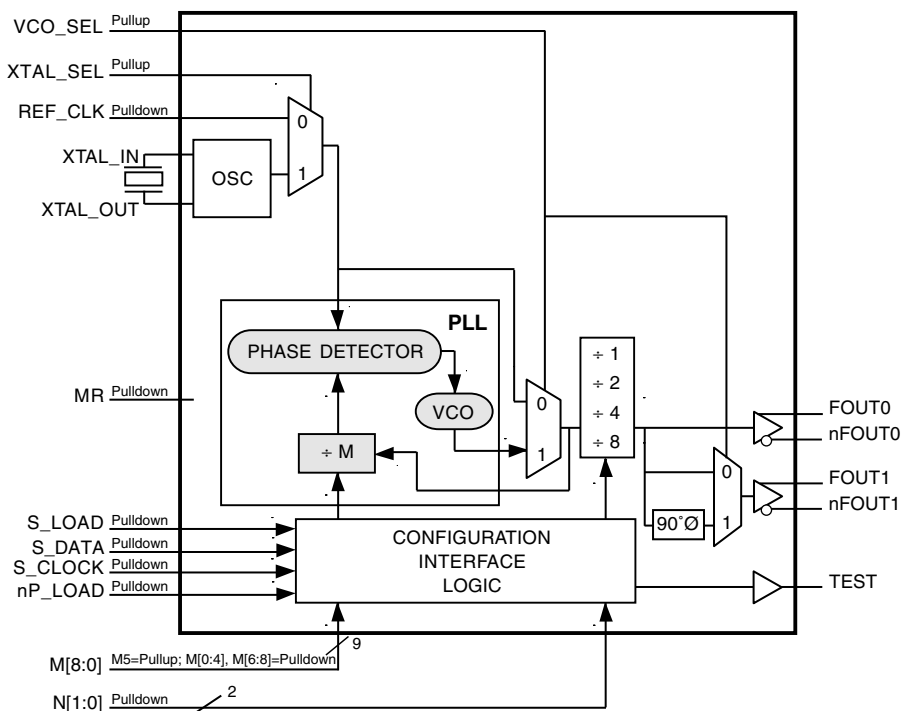 VCO_SEL Pullup
XTAL_SEL Pullup
REF_CLK Pulldown
0
XTAL_IN
OSC
1
XTAL_OUT
PLL
PHASE DETECTOR
÷ 1
÷ 2
÷ 4
÷ 8
MR Pulldown
VCO
0
1
÷ M
FOUT0
nFOUT0
0
FOUT1
nFOUT1
90°Ø
1
S_LOAD Pulldown
S_DATA Pulldown
S_CLOCK Pulldown
nP_LOAD Pulldown
CONFIGURATION
INTERFACE
LOGIC
TEST
9
M[8:0] M5=Pullup; M[0:4], M[6:8]=Pulldown
2
N[1:0] Pulldown